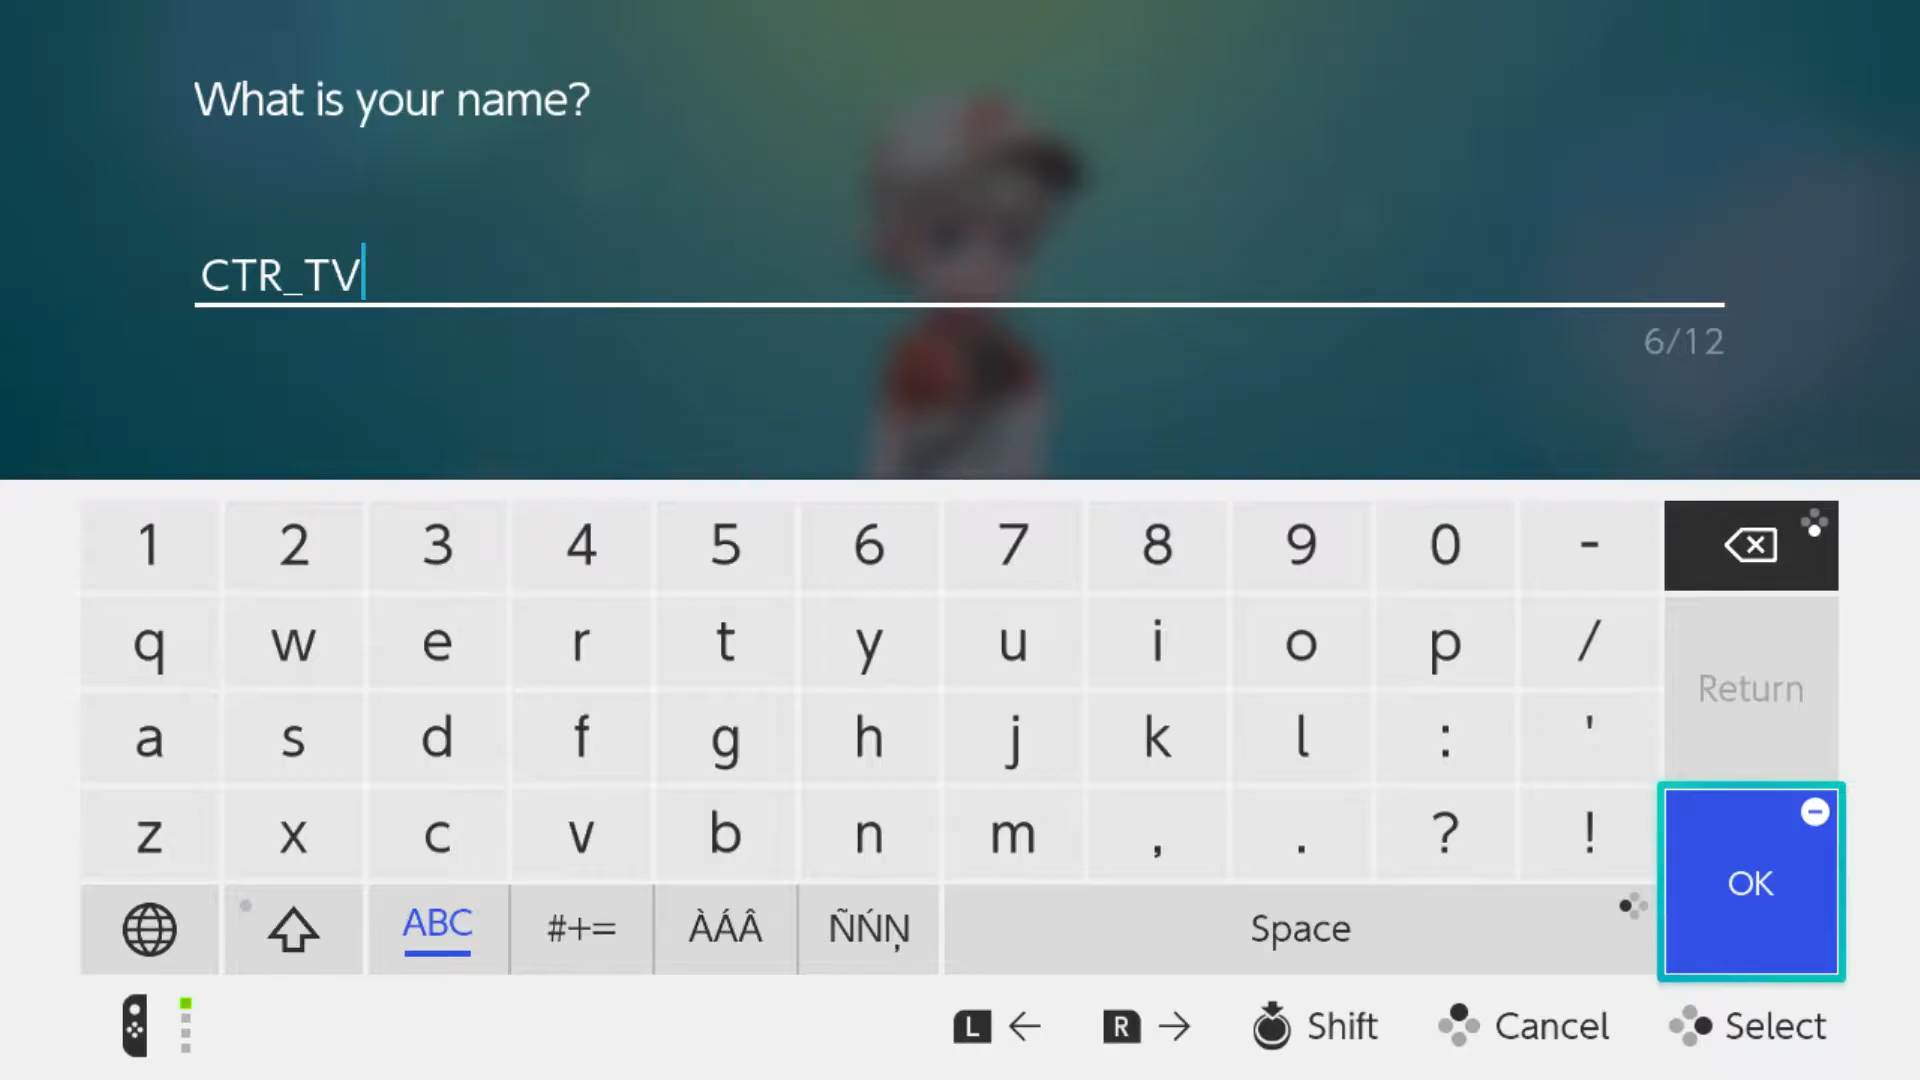 What is your name?
CTR_TV
6/12
1 2 3 4 5 6 7 8 9 0 -
q w e r t y u i o p /
Return
a s d f g h j k l : '
z x c v b n m , . ? !
OK
ABC #+= ÀÁÂ ÑŃŅ Space
L ← R → Shift Cancel Select